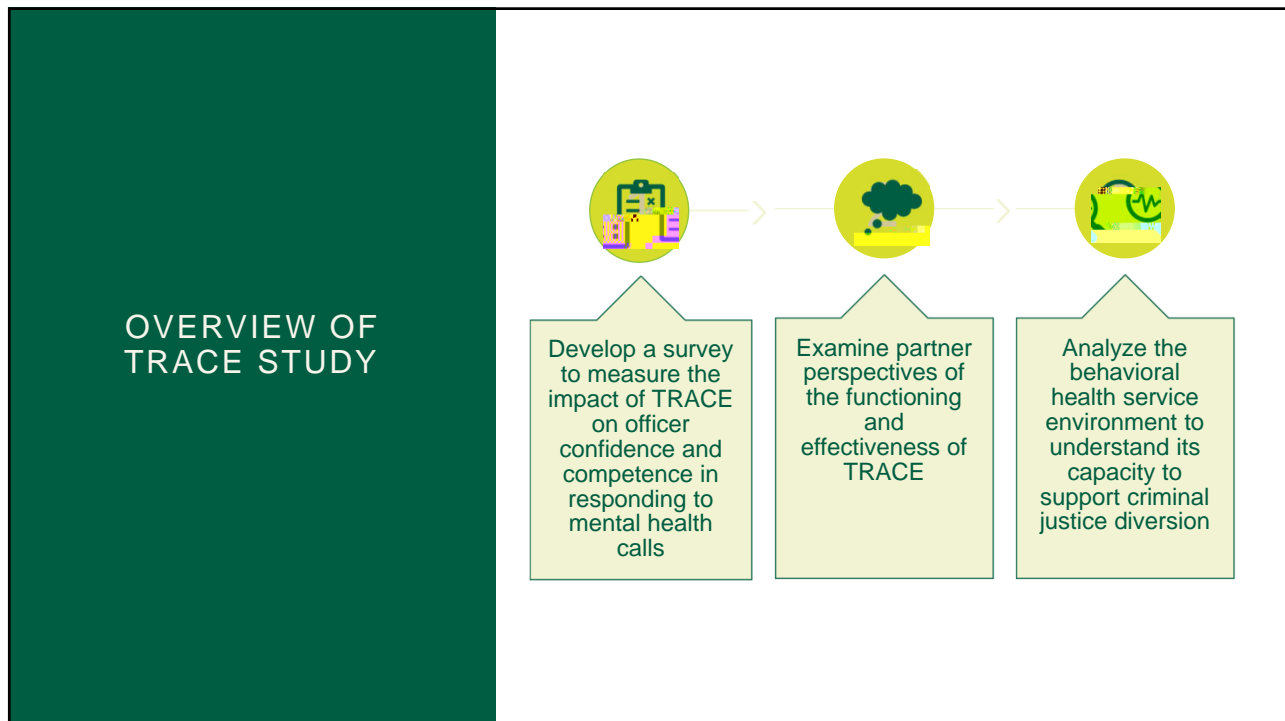 OVERVIEW OF
TRACE STUDY
Develop a survey
to measure the
impact of TRACE
on officer
confidence and
competence in
responding to
mental health
calls
Examine partner
perspectives of
the functioning
and
effectiveness of
TRACE
Analyze the
behavioral
health service
environment to
understand its
capacity to
support criminal
justice diversion